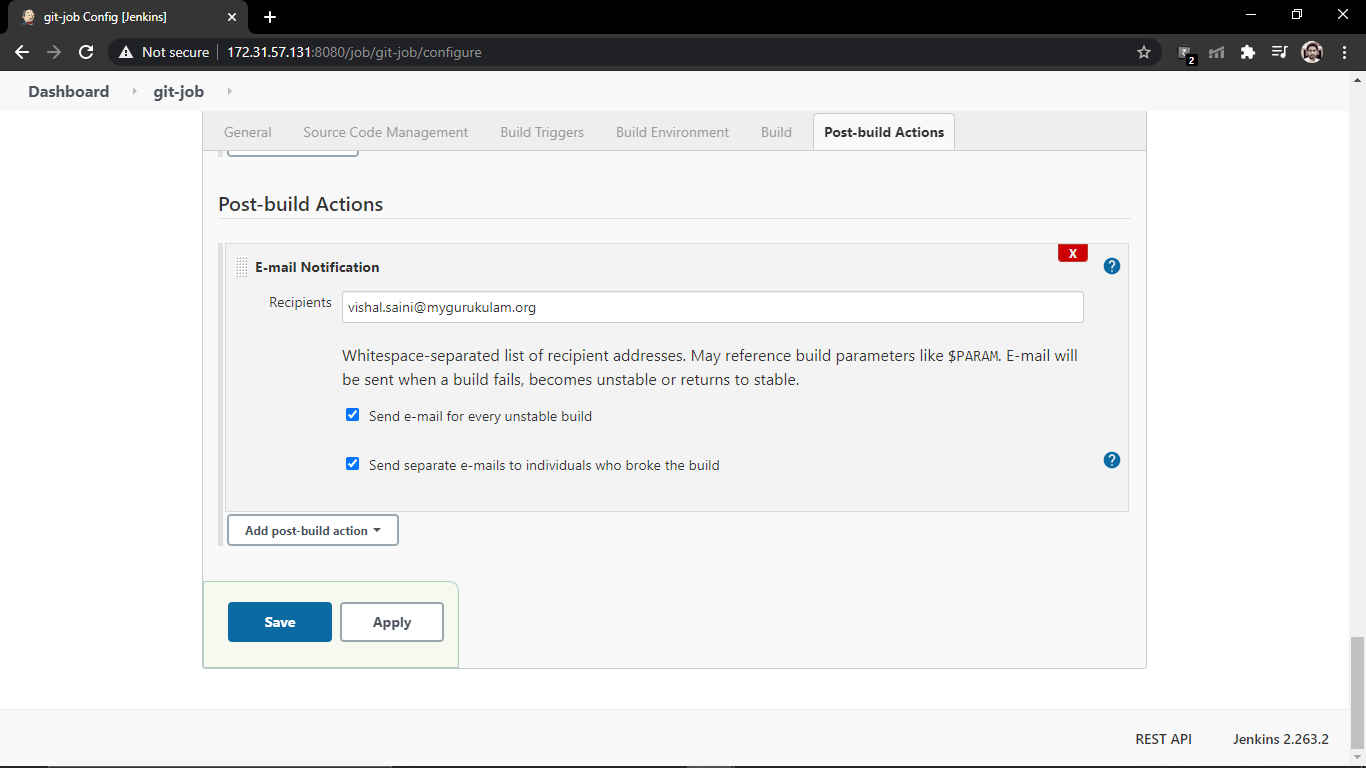 git-job Config [Jenkins]
Not secure 172.31.57.131:8080/job/git-job/configure
2
Dashboard git-job
General Source Code Management Build Triggers Build Environment Build Post-build Actions
Post-build Actions
X
E-mail Notification ?
Recipients vishal.saini@mygurukulam.org
Whitespace-separated list of recipient addresses. May reference build parameters like $PARAM. E-mail will
be sent when a build fails, becomes unstable or returns to stable.
Send e-mail for every unstable build
Send separate e-mails to individuals who broke the build ?
Add post-build action
Save Apply
REST API Jenkins 2.263.2